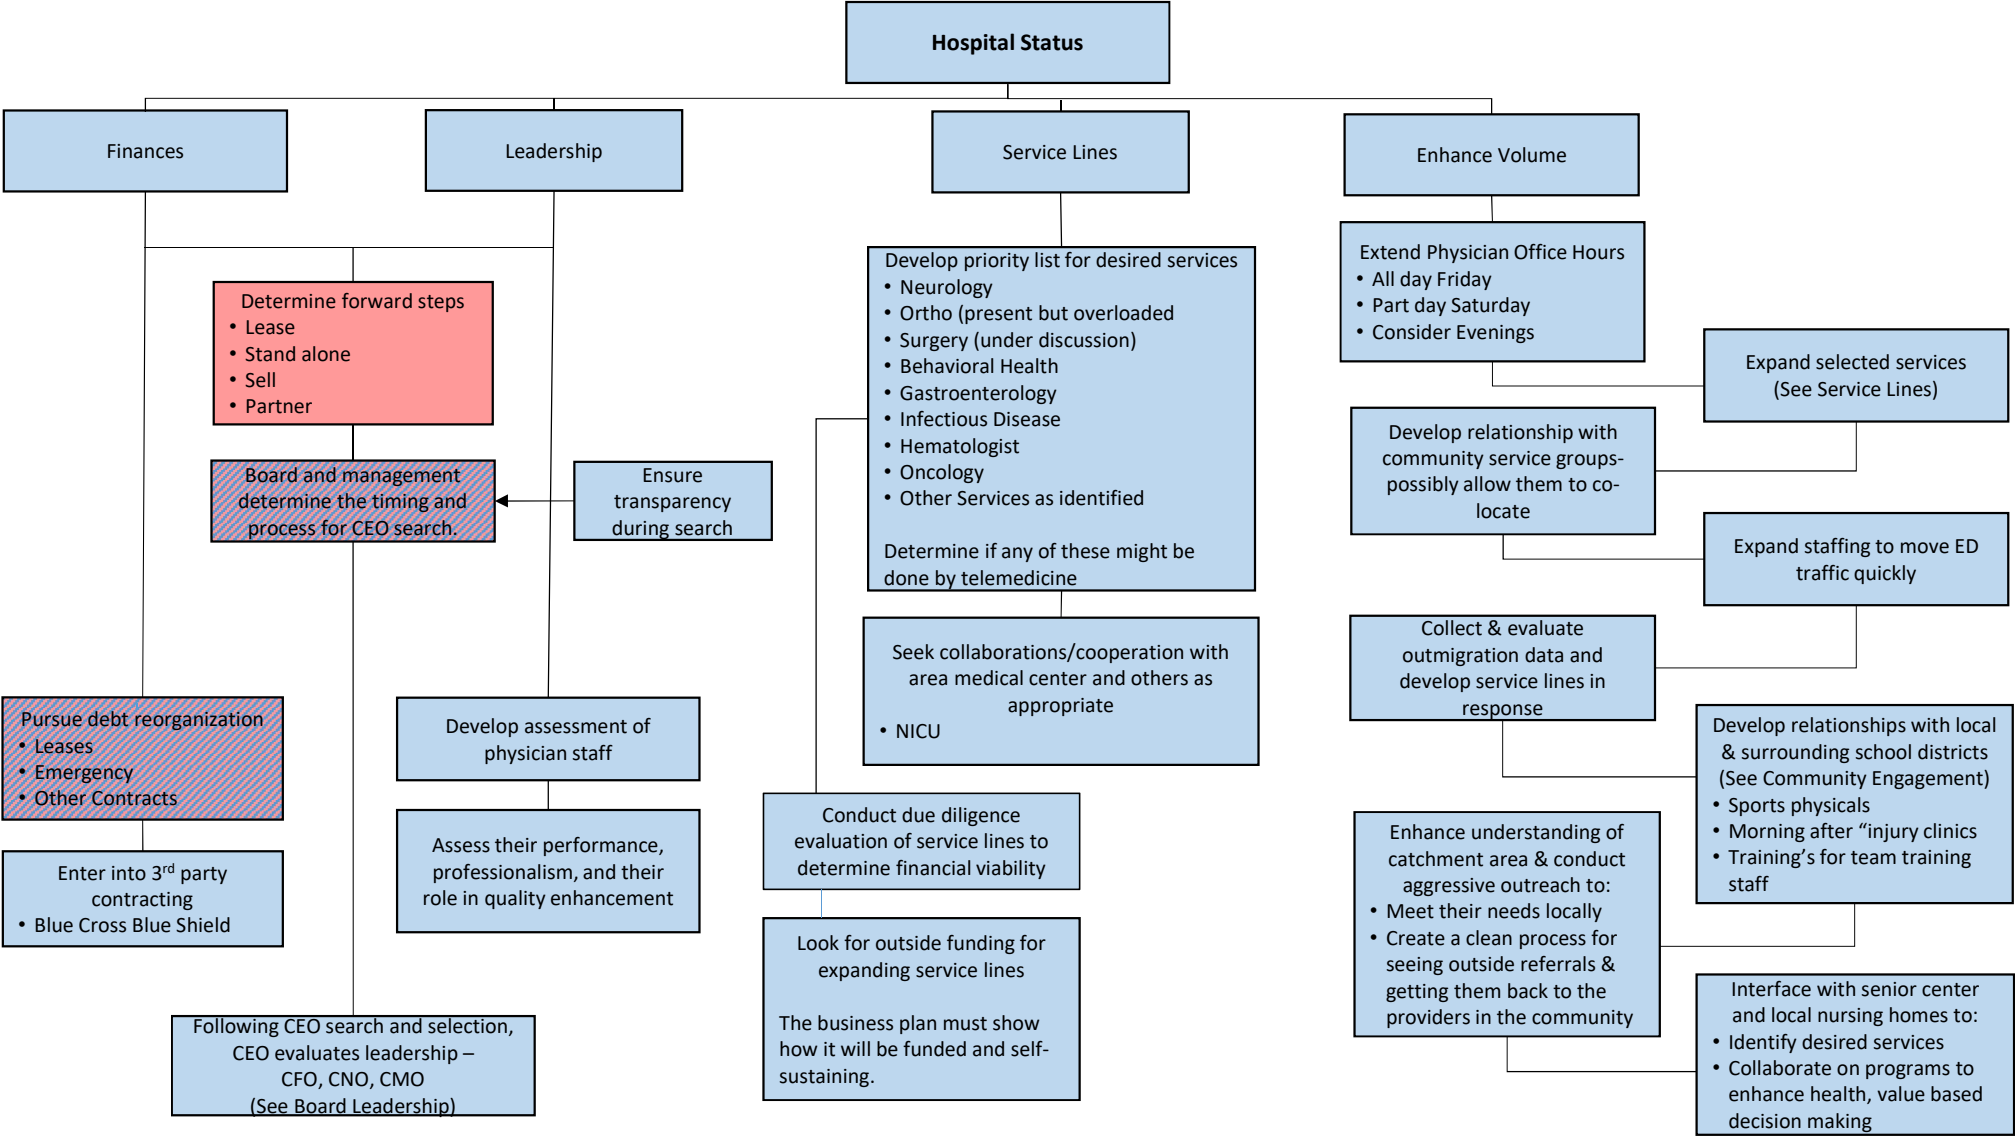 Hospital Status
Finances
Leadership
Service Lines
Enhance Volume
Determine forward steps
• Lease
• Stand alone
• Sell
• Partner
Board and management
determine the timing and
process for CEO search.
Ensure
transparency
during search
Pursue debt reorganization
• Leases
• Emergency
• Other Contracts
Enter into 3rd party
contracting
• Blue Cross Blue Shield
Develop assessment of
physician staff
Assess their performance,
professionalism, and their
role in quality enhancement
Following CEO search and selection,
CEO evaluates leadership –
CFO, CNO, CMO
(See Board Leadership)
Develop priority list for desired services
• Neurology
• Ortho (present but overloaded
• Surgery (under discussion)
• Behavioral Health
• Gastroenterology
• Infectious Disease
• Hematologist
• Oncology
• Other Services as identified
Determine if any of these might be
done by telemedicine
Seek collaborations/cooperation with
area medical center and others as
appropriate
• NICU
Conduct due diligence
evaluation of service lines to
determine financial viability
Look for outside funding for
expanding service lines
The business plan must show
how it will be funded and self-
sustaining.
Extend Physician Office Hours
• All day Friday
• Part day Saturday
• Consider Evenings
Expand selected services
(See Service Lines)
Develop relationship with
community service groups-
possibly allow them to co-
locate
Expand staffing to move ED
traffic quickly
Collect & evaluate
outmigration data and
develop service lines in
response
Develop relationships with local
& surrounding school districts
(See Community Engagement)
• Sports physicals
• Morning after “injury clinics
• Training’s for team training
staff
Enhance understanding of
catchment area & conduct
aggressive outreach to:
• Meet their needs locally
• Create a clean process for
seeing outside referrals &
getting them back to the
providers in the community
Interface with senior center
and local nursing homes to:
• Identify desired services
• Collaborate on programs to
enhance health, value based
decision making